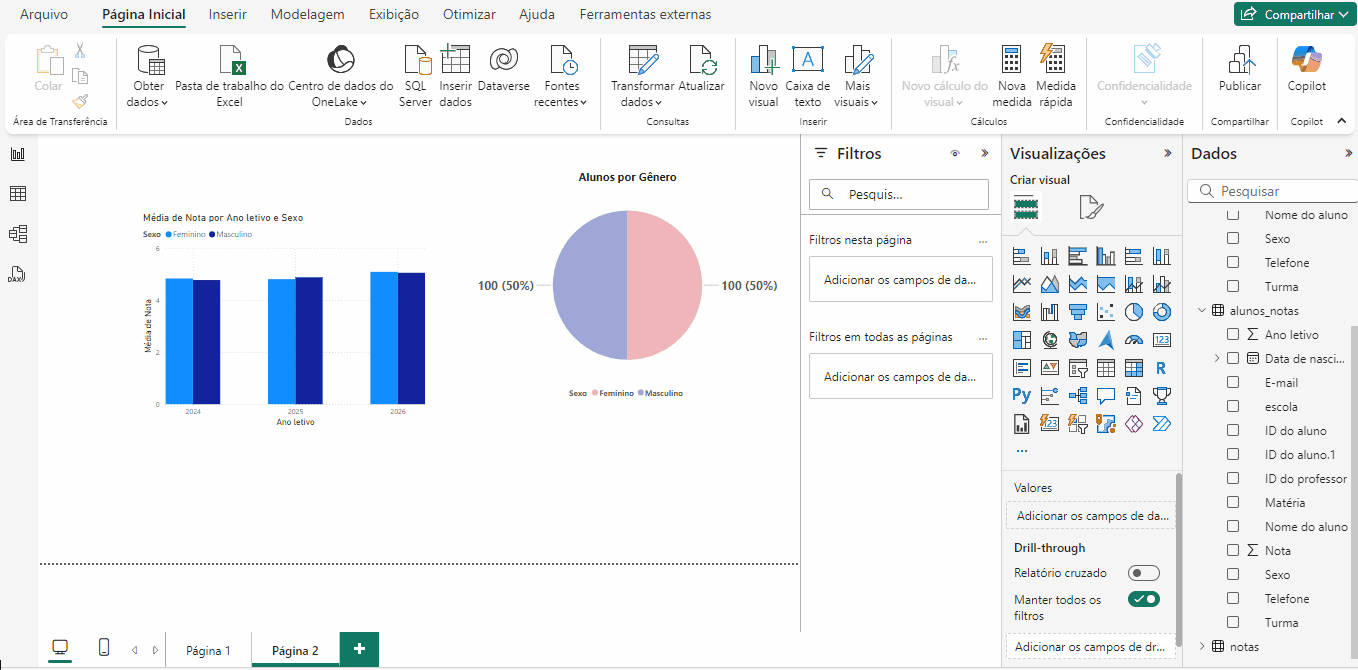 Arquivo
Página Inicial
Inserir
Modelagem
Exibição
Otimizar
Ajuda
Ferramentas externas
Compartilhar
Colar
Obter dados
Pasta de trabalho do Excel
Centro de dados do OneLake
SQL Server
Inserir dados
Dataverse
Fontes recentes
Transformar dados
Atualizar
Novo visual
Caixa de texto
Mais visuais
Novo cálculo do visual
Nova medida
Medida rápida
Confidencialidade
Publicar
Copilot
Área de Transferência
Dados
Consultas
Inserir
Cálculos
Confidencialidade
Compartilhar
Copilot
Média de Nota por Ano letivo e Sexo
Sexo Feminino Masculino
Média de Nota
6
4
2
0
2024
2025
2026
Ano letivo
Alunos por Gênero
100 (50%)
100 (50%)
Sexo Feminino Masculino
Filtros
Pesquis...
Filtros nesta página
...
Adicionar os campos de da...
Filtros em todas as páginas
...
Adicionar os campos de da...
Visualizações
Criar visual
123
R
Py
123
...
Valores
Adicionar os campos de da...
Drill-through
Relatório cruzado
Manter todos os
filtros
Adicionar os campos de dr...
Dados
Pesquisar
Nome do aluno
Sexo
Telefone
Turma
alunos_notas
Ano letivo
Data de nasci...
E-mail
escola
ID do aluno
ID do aluno.1
ID do professor
Matéria
Nome do aluno
Nota
Sexo
Telefone
Turma
notas
DAX
Página 1
Página 2
+